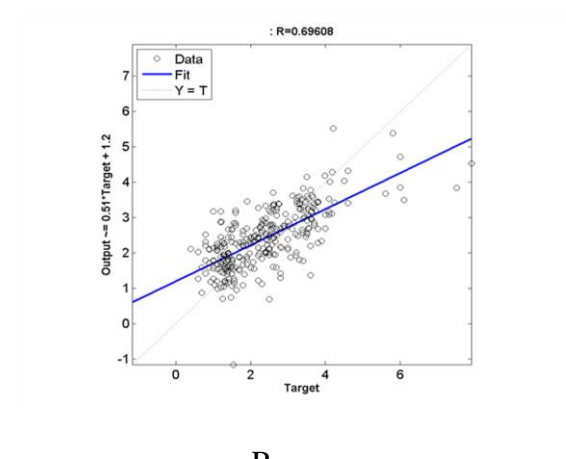 : R=0.69608
Data
Fit
Y = T
Output ~= 0.51*Target + 1.2
7
6
5
4
3
2
1
0
-1
0 2 4 6
Target